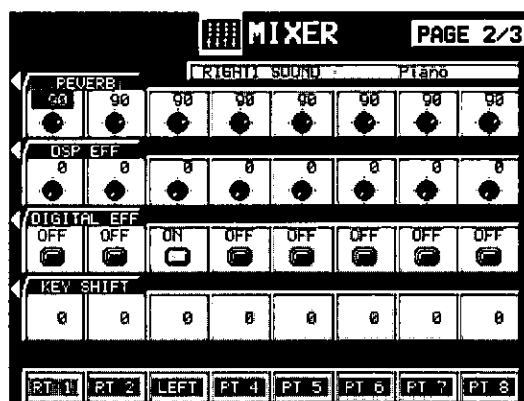 MIXER PAGE 2/3
RIGHT1 SOUND : Piano
REVERB
90 90 90 90 90 90 90 90
DSP EFF
0 0 0 0 0 0 0 0
DIGITAL EFF
OFF OFF ON OFF OFF OFF OFF OFF
KEY SHIFT
0 0 0 0 0 0 0 0
RT 1 RT 2 LEFT PT 4 PT 5 PT 6 PT 7 PT 8